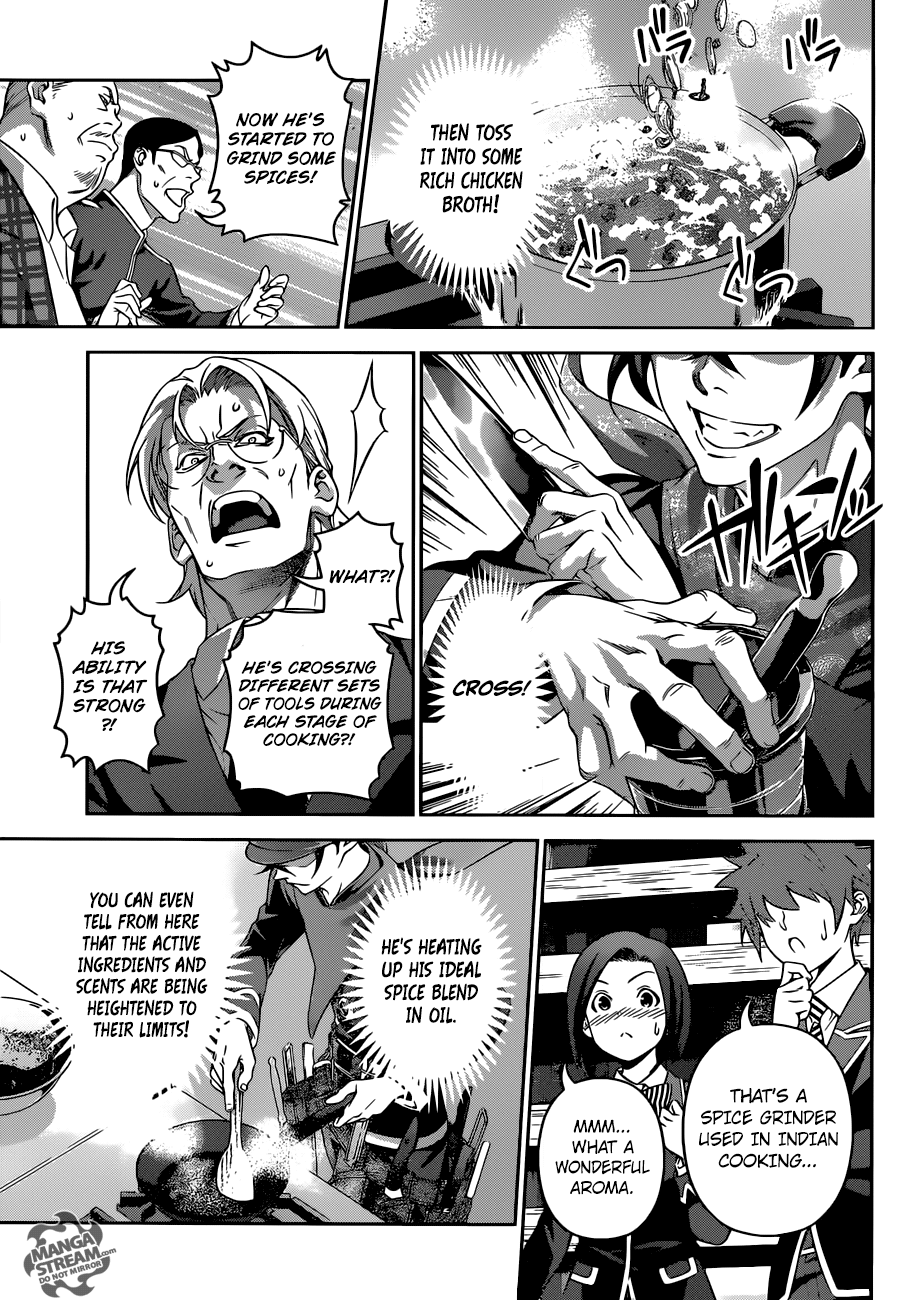 バラ
バラ
THEN TOSS
IT INTO SOME
RICH CHICKEN
BROTH!
ぐつ
ぐつ
NOW HE'S
STARTED TO
GRIND SOME
SPICES!
CROSS!
WHAT?!
HE'S CROSSING
DIFFERENT SETS
OF TOOLS DURING
EACH STAGE OF
COOKING?!
HIS
ABILITY
IS THAT
STRONG
?!
THAT'S A
SPICE GRINDER
USED IN INDIAN
COOKING...
MMM...
WHAT A
WONDERFUL
AROMA.
HE'S HEATING
UP HIS IDEAL
SPICE BLEND
IN OIL.
YOU CAN EVEN
TELL FROM HERE
THAT THE ACTIVE
INGREDIENTS AND
SCENTS ARE BEING
HEIGHTENED TO
THEIR LIMITS!
MANGA
STREAM.com
DO NOT MIRROR